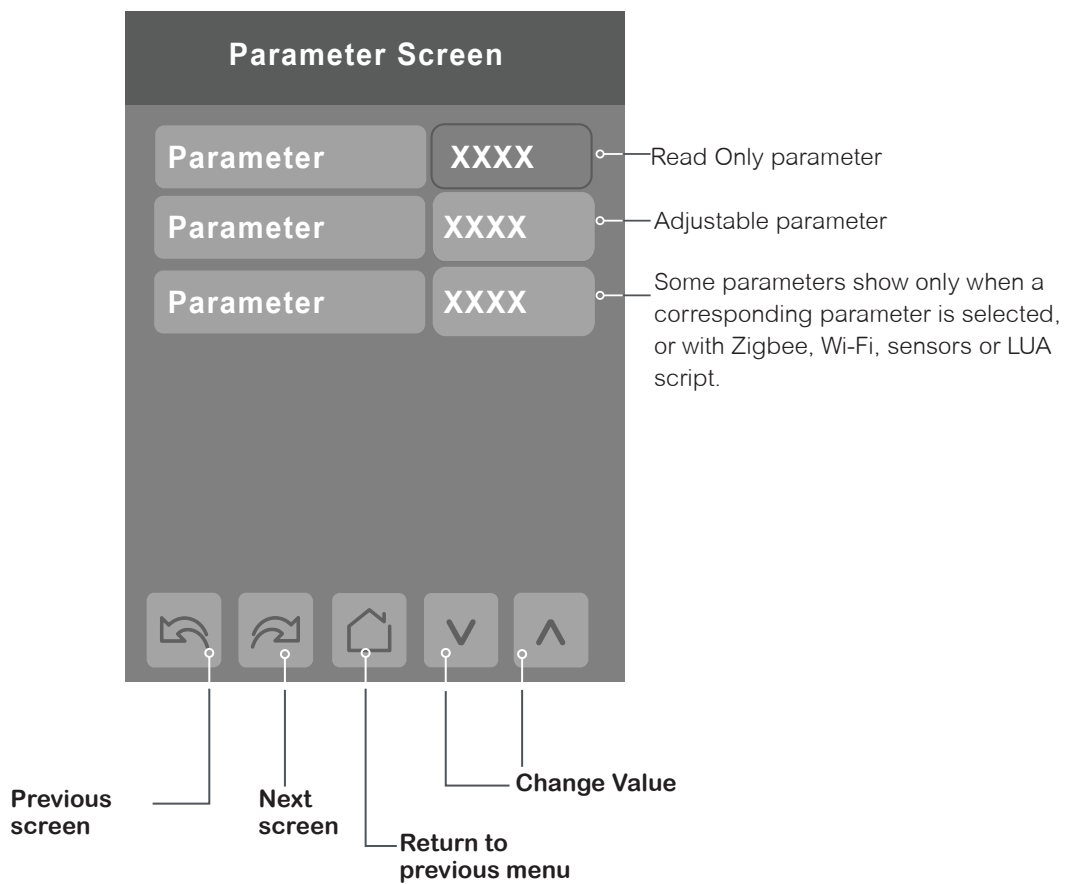 Parameter Screen
Parameter XXXX
Read Only parameter
Parameter XXXX
Adjustable parameter
Parameter XXXX
Some parameters show only when a
corresponding parameter is selected,
or with Zigbee, Wi-Fi, sensors or LUA
script.
Previous
screen
Next
screen
Return to
previous menu
Change Value